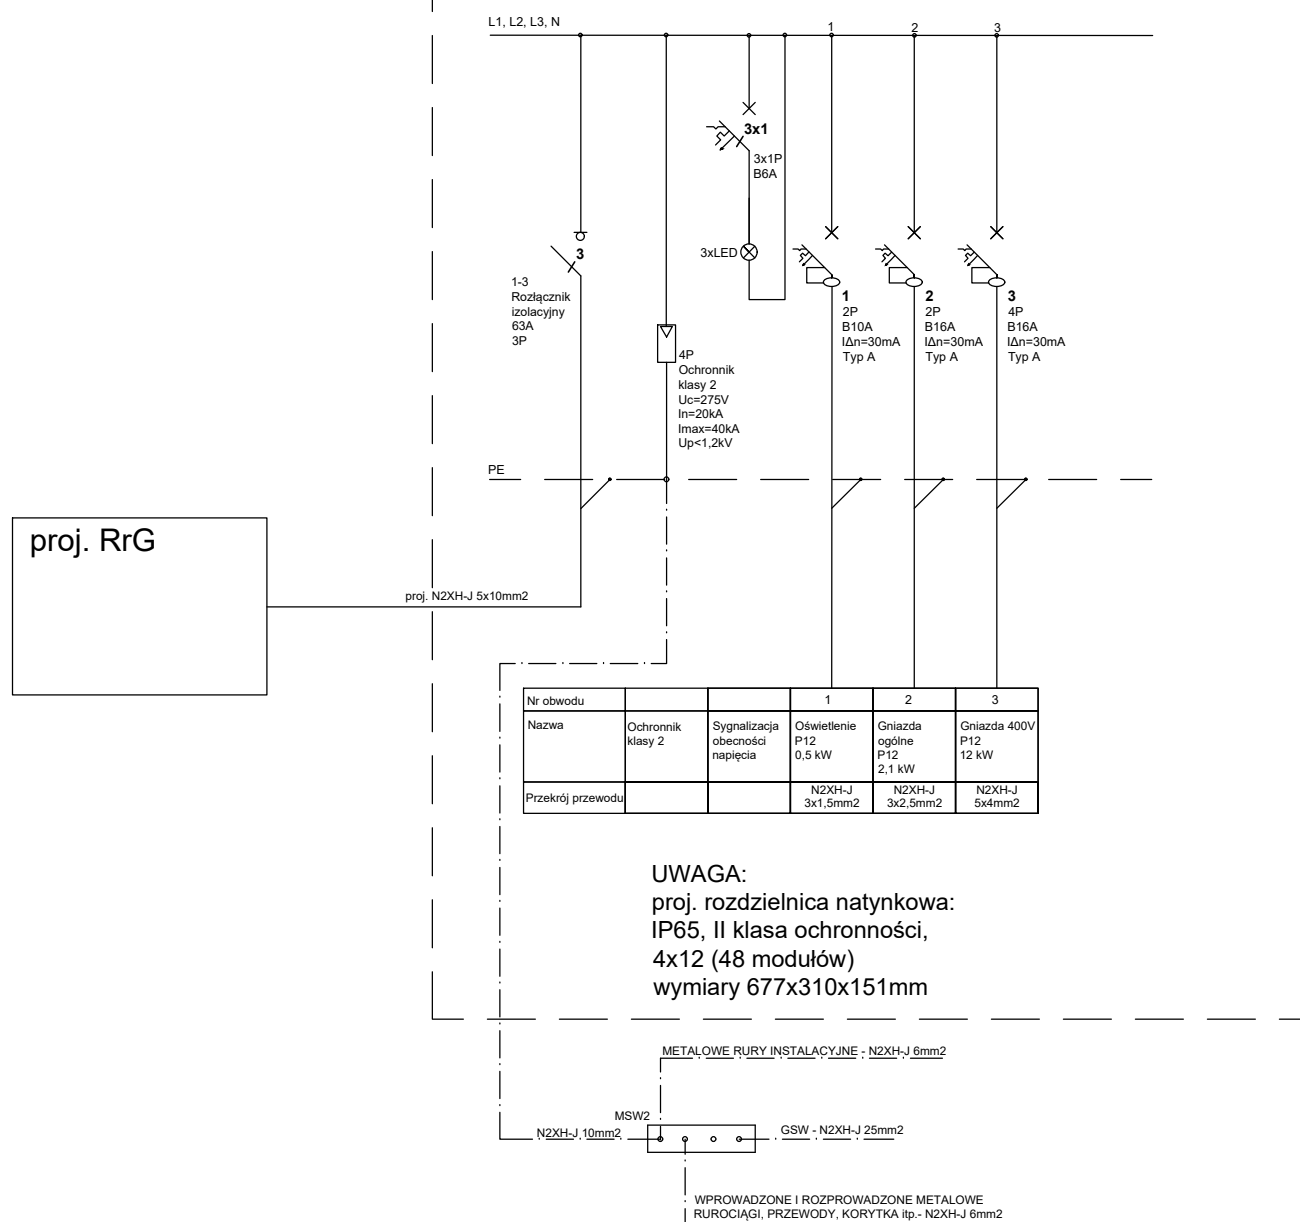 L1, L2, L3, N
1
2
3
3x1
3x1P
B6A
3xLED
3
1-3
Rozłącznik
izolacyjny
63A
3P
1
2P
B10A
IΔn=30mA
Typ A
2
2P
B16A
IΔn=30mA
Typ A
3
4P
B16A
IΔn=30mA
Typ A
4P
Ochronnik
klasy 2
Uc=275V
In=20kA
Imax=40kA
Up<1,2kV
PE
proj. RrG
proj. N2XH-J 5x10mm2
Nr obwodu
1
2
3
Nazwa
Ochronnik
klasy 2
Sygnalizacja
obecności
napięcia
Oświetlenie
P12
0,5 kW
Gniazda
ogólne
P12
2,1 kW
Gniazda 400V
P12
12 kW
Przekrój przewodu
N2XH-J
3x1,5mm2
N2XH-J
3x2,5mm2
N2XH-J
5x4mm2
UWAGA:
proj. rozdzielnica natynkowa:
IP65, II klasa ochronności,
4x12 (48 modułów)
wymiary 677x310x151mm
METALOWE RURY INSTALACYJNE - N2XH-J 6mm2
MSW2
N2XH-J 10mm2
GSW - N2XH-J 25mm2
WPROWADZONE I ROZPROWADZONE METALOWE
RUROCIĄGI, PRZEWODY, KORYTKA itp.- N2XH-J 6mm2